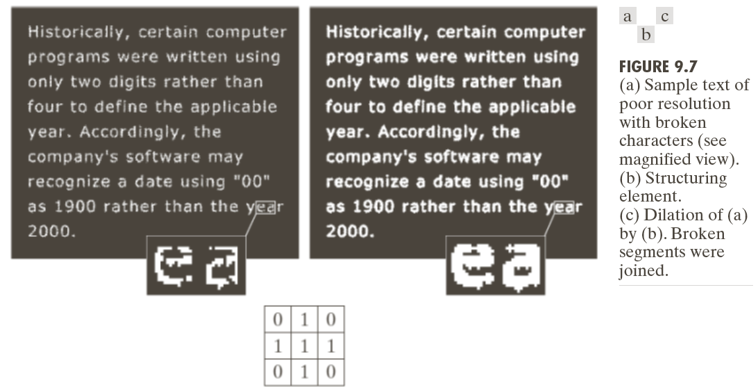 Historically, certain computer
programs were written using
only two digits rather than
four to define the applicable
year. Accordingly, the
company's software may
recognize a date using "00"
as 1900 rather than the year
2000.
e a
Historically, certain computer
programs were written using
only two digits rather than
four to define the applicable
year. Accordingly, the
company's software may
recognize a date using "00"
as 1900 rather than the year
2000.
e a
0 1 0
1 1 1
0 1 0
a c
b
FIGURE 9.7
(a) Sample text of
poor resolution
with broken
characters (see
magnified view).
(b) Structuring
element.
(c) Dilation of (a)
by (b). Broken
segments were
joined.